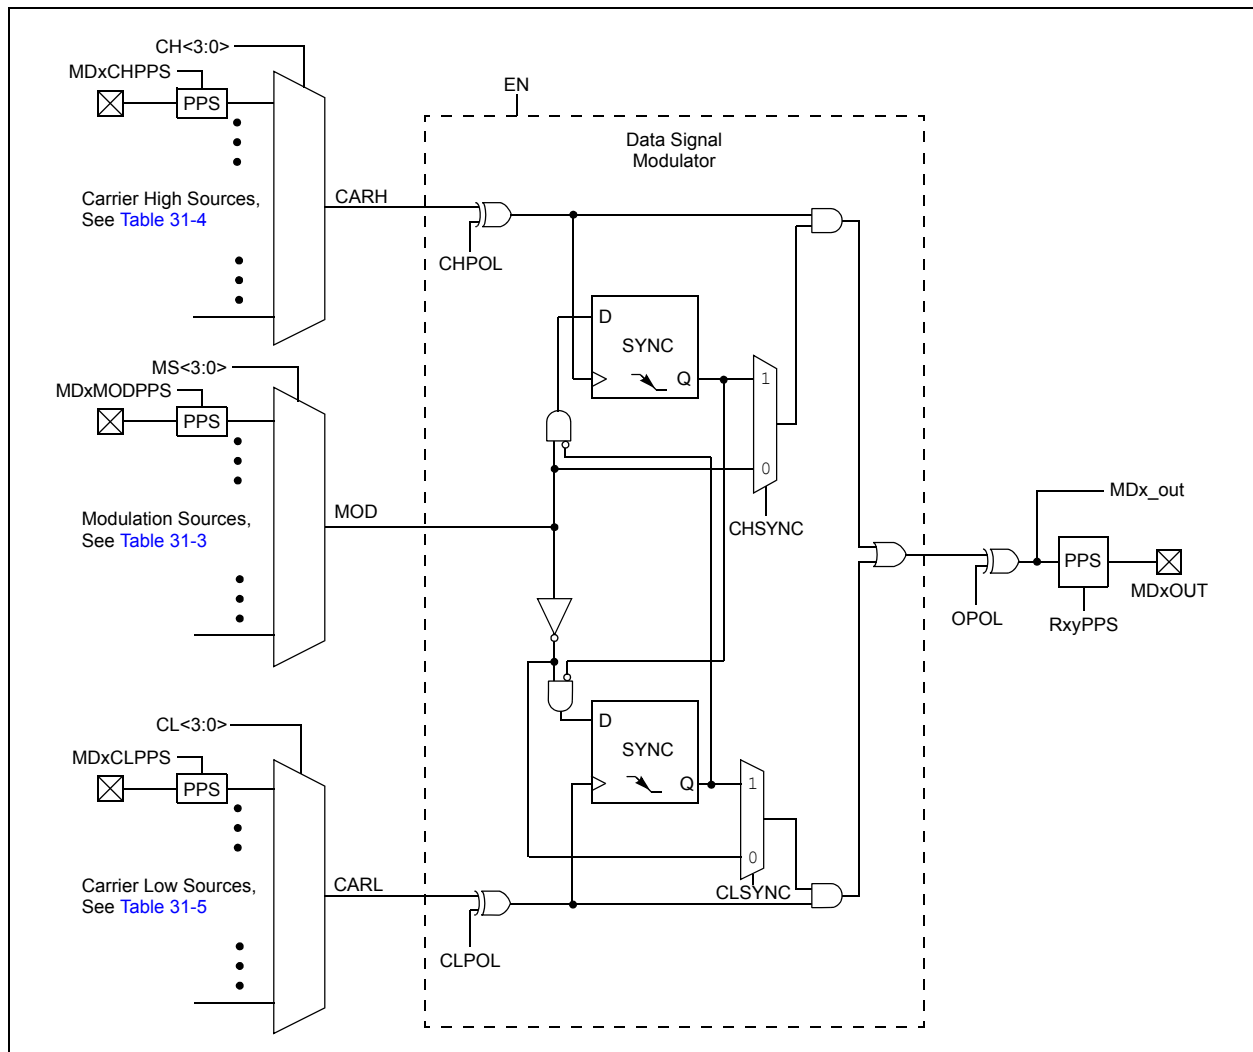 CH<3:0>
MDxCHPPS
PPS
Carrier High Sources,
See Table 31-4
CARH
MS<3:0>
MDxMODPPS
PPS
Modulation Sources,
See Table 31-3
MOD
CL<3:0>
MDxCLPPS
PPS
Carrier Low Sources,
See Table 31-5
CARL
EN
Data Signal
Modulator
CHPOL
D
SYNC
Q
1
0
CHSYNC
D
SYNC
Q
1
0
CLSYNC
CLPOL
OPOL
MDx_out
PPS
MDxOUT
RxyPPS